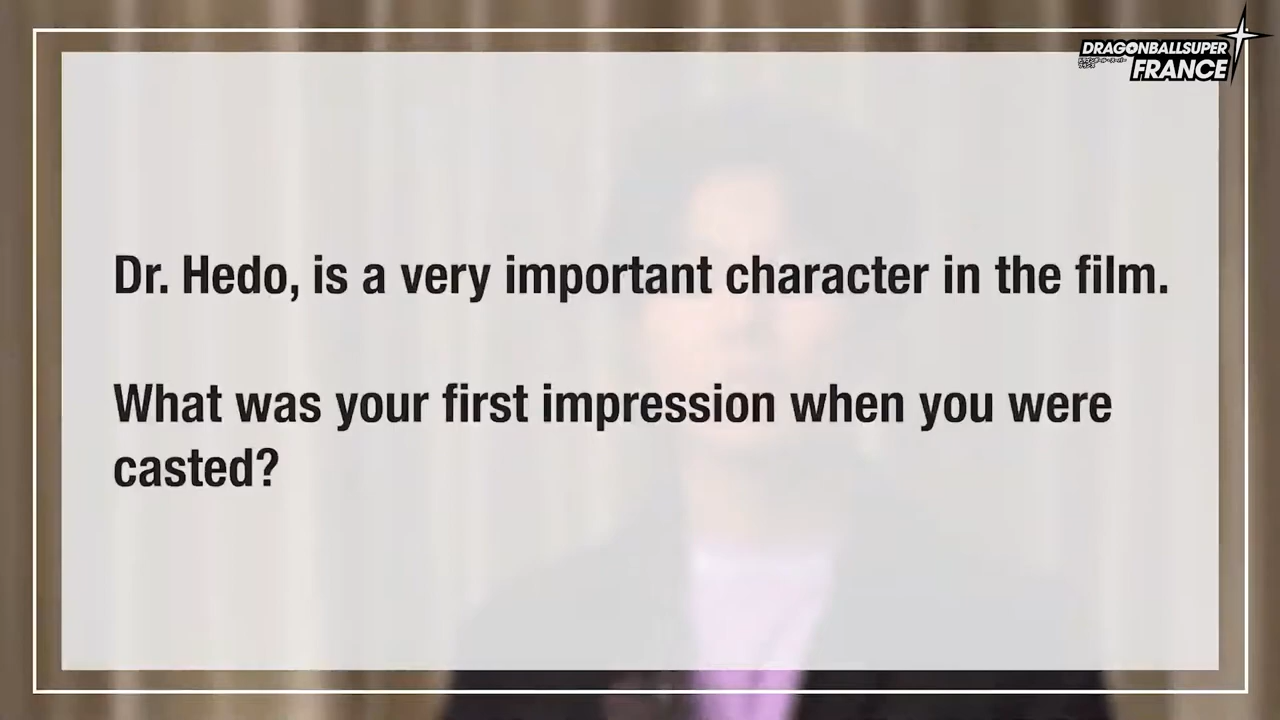 DRAGONBALLSUPER
FRANCE
Dr. Hedo, is a very important character in the film.
What was your first impression when you were
casted?